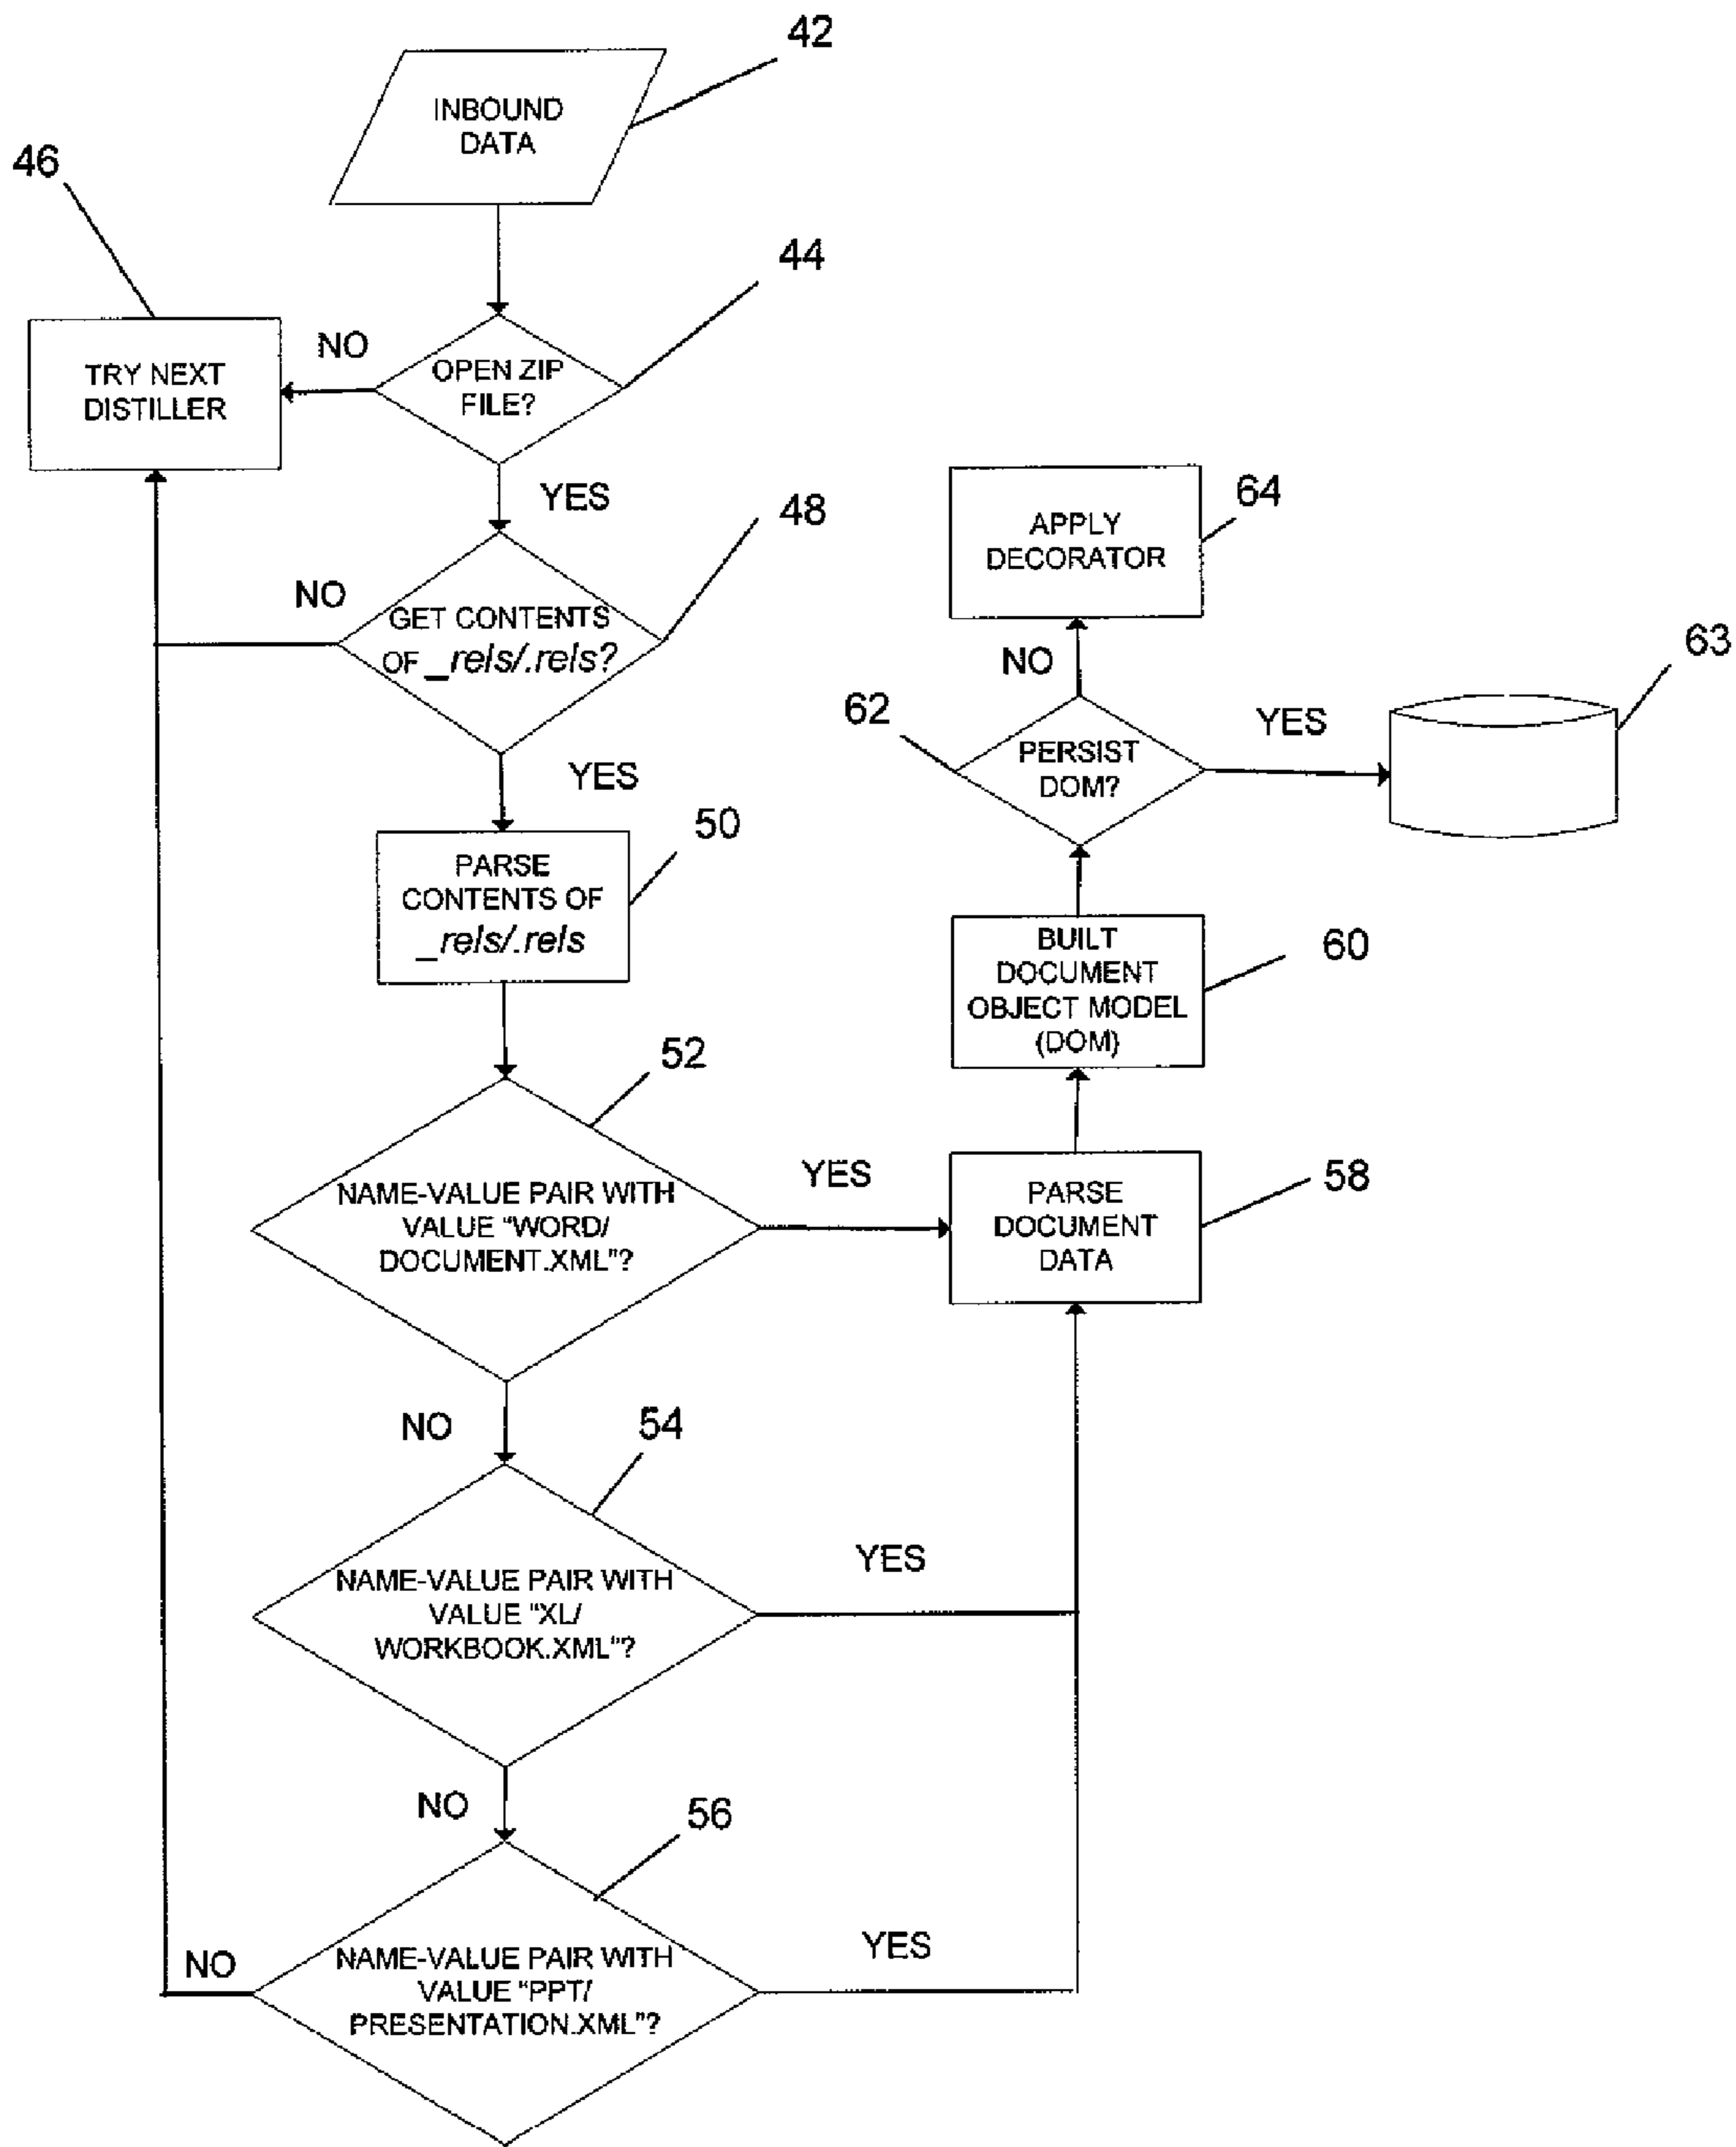 42
INBOUND
DATA
46
44
NO
OPEN ZIP
FILE?
TRY NEXT
DISTILLER
YES
48
64
APPLY
DECORATOR
NO
GET CONTENTS
OF _rels/.rels?
63
NO
62
YES
PERSIST
DOM?
YES
50
PARSE
CONTENTS OF
_rels/.rels
BUILT
DOCUMENT
OBJECT MODEL
(DOM)
60
52
YES
58
NAME-VALUE PAIR WITH
VALUE "WORD/
DOCUMENT.XML"?
PARSE
DOCUMENT
DATA
NO
54
YES
NAME-VALUE PAIR WITH
VALUE "XL/
WORKBOOK.XML"?
NO
56
YES
NO
NAME-VALUE PAIR WITH
VALUE "PPT/
PRESENTATION.XML"?